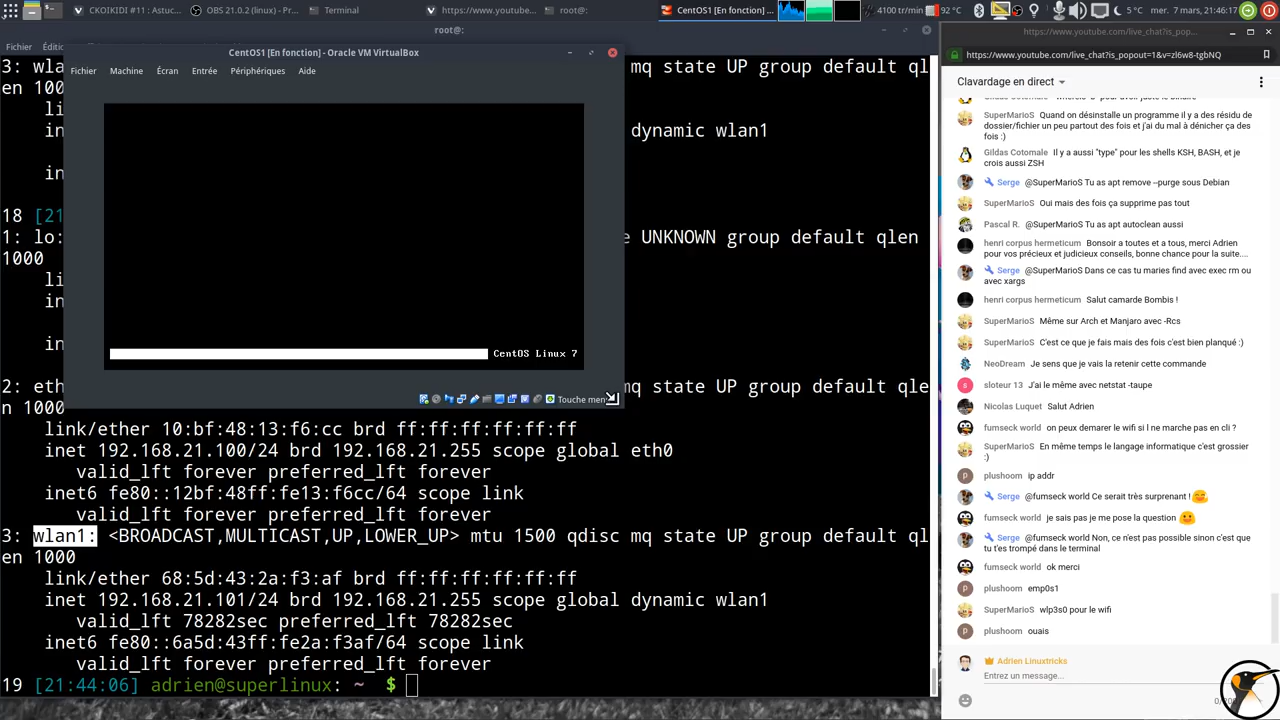 CKOIKIDI #11 : Astuc...
OBS 21.0.2 (linux) - Pr...
Terminal
https://www.youtube....
root@:
CentOS1 [En fonction] ...
4100 tr/min
92 °C
5 °C
mer. 7 mars, 21:46:17
root@:
Fichier
CentOS1 [En fonction] - Oracle VM VirtualBox
Fichier Machine Écran Entrée Périphériques Aide
CentOS Linux 7
3: wla
mq state UP group default ql
en 1000
dynamic wlan1
18 [21
1: lo:
e UNKNOWN group default qlen
1000
2: eth
mq state UP group default qle
n 1000
link/ether 10:bf:48:13:f6:cc brd ff:ff:ff:ff:ff:ff
inet 192.168.21.100/24 brd 192.168.21.255 scope global eth0
valid_lft forever preferred_lft forever
inet6 fe80::12bf:48ff:fe13:f6cc/64 scope link
valid_lft forever preferred_lft forever
3: wlan1: <BROADCAST,MULTICAST,UP,LOWER_UP> mtu 1500 qdisc mq state UP group default ql
en 1000
link/ether 68:5d:43:2a:f3:af brd ff:ff:ff:ff:ff:ff
inet 192.168.21.101/24 brd 192.168.21.255 scope global dynamic wlan1
valid_lft 78282sec preferred_lft 78282sec
inet6 fe80::6a5d:43ff:fe2a:f3af/64 scope link
valid_lft forever preferred_lft forever
19 [21:44:06] adrien@superlinux ~ $
https://www.youtube.com/live_chat?is_pop...
https://www.youtube.com/live_chat?is_popout=1&v=zl6w8-tgbNQ
Clavardage en direct
SuperMarioS Quand on désinstalle un programme il y a des résidu de
dossier/fichier un peu partout des fois et j'ai du mal à dénicher ça des
fois :)
Gildas Cotomale Il y a aussi "type" pour les shells KSH, BASH, et je
crois aussi ZSH
Serge @SuperMarioS Tu as apt remove --purge sous Debian
SuperMarioS Oui mais des fois ça supprime pas tout
Pascal R. @SuperMarioS Tu as apt autoclean aussi
henri corpus hermeticum Bonsoir a toutes et a tous, merci Adrien
pour vos précieux et judicieux conseils, bonne chance pour la suite....
Serge @SuperMarioS Dans ce cas tu maries find avec exec rm ou
avec xargs
henri corpus hermeticum Salut camarde Bombis !
SuperMarioS Même sur Arch et Manjaro avec -Rcs
SuperMarioS C'est ce que je fais mais des fois c'est bien planqué :)
NeoDream Je sens que je vais la retenir cette commande
sloteur 13 J'ai le même avec netstat -taupe
Nicolas Luquet Salut Adrien
fumseck world on peux demarer le wifi si l ne marche pas en cli ?
SuperMarioS En même temps le langage informatique c'est grossier
:)
plushoom ip addr
Serge @fumseck world Ce serait très surprenant !
fumseck world je sais pas je me pose la question
Serge @fumseck world Non, ce n'est pas possible sinon c'est que
tu t'es trompé dans le terminal
fumseck world ok merci
plushoom emp0s1
SuperMarioS wlp3s0 pour le wifi
plushoom ouais
Adrien Linuxtricks
Entrez un message...